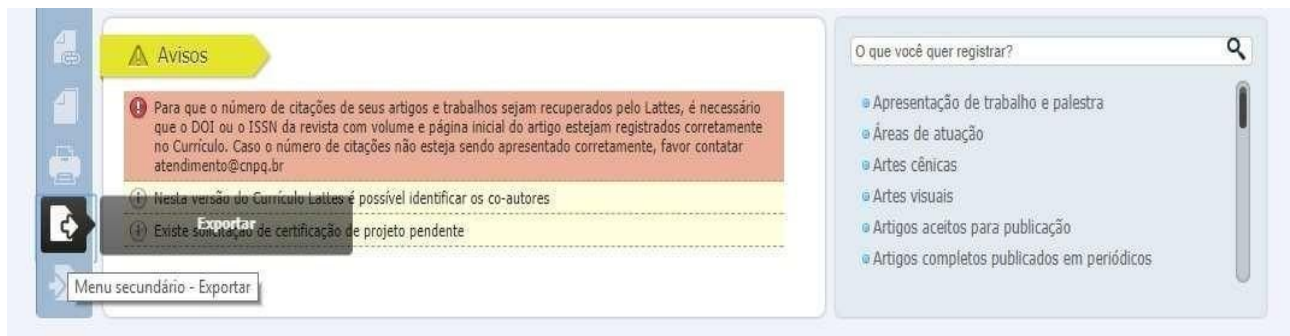 Avisos
Para que o número de citações de seus artigos e trabalhos sejam recuperados pelo Lattes, é necessário
que o DOI ou o ISSN da revista com volume e página inicial do artigo estejam registrados corretamente
no Currículo. Caso o número de citações não esteja sendo apresentado corretamente, favor contatar
atendimento@cnpq.br
Nesta versão do Currículo Lattes é possível identificar os co-autores
Existe solicitação de certificação de projeto pendente
Exportar
Menu secundário - Exportar
O que você quer registrar?
Apresentação de trabalho e palestra
Áreas de atuação
Artes cênicas
Artes visuais
Artigos aceitos para publicação
Artigos completos publicados em periódicos